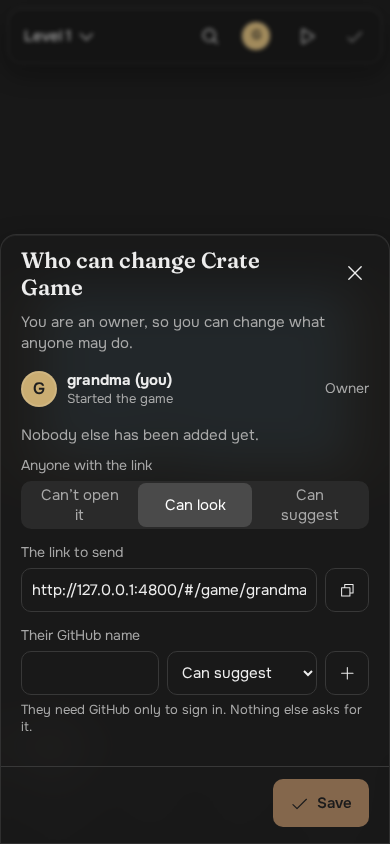 Level 1
G
Who can change Crate
Game
You are an owner, so you can change what
anyone may do.
G
grandma (you)
Started the game
Owner
Nobody else has been added yet.
Anyone with the link
Can't open
it
Can look
Can
suggest
The link to send
http://127.0.0.1:4800/#/game/grandma
Their GitHub name
Can suggest
They need GitHub only to sign in. Nothing else asks for
it.
Save